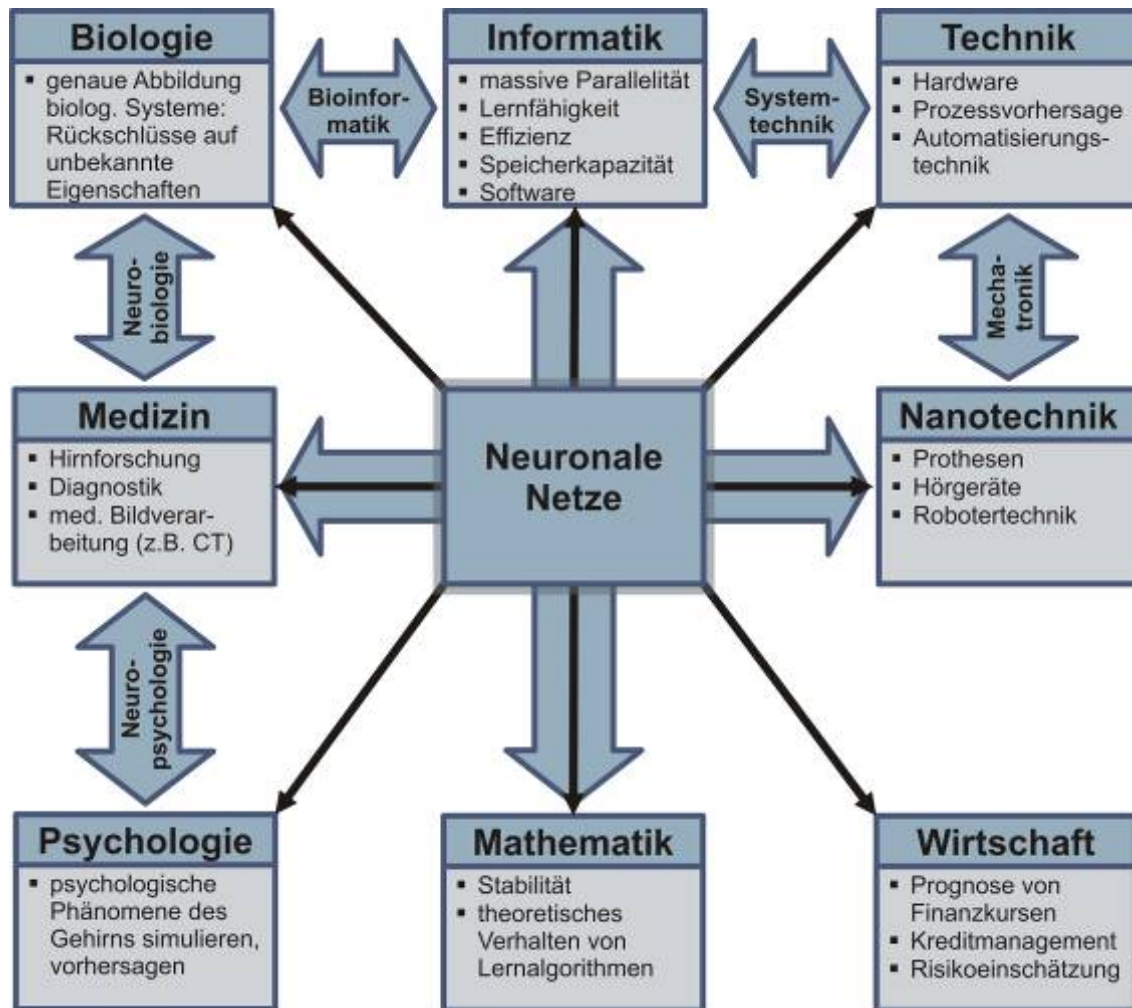 Biologie
▪ genaue Abbildung
biolog. Systeme:
Rückschlüsse auf
unbekannte
Eigenschaften
Bioinfor-
matik
Informatik
▪ massive Parallelität
▪ Lernfähigkeit
▪ Effizienz
▪ Speicherkapazität
▪ Software
System-
technik
Technik
▪ Hardware
▪ Prozessvorhersage
▪ Automatisierungs-
technik
Neuro-
biologie
Mecha-
tronik
Medizin
▪ Hirnforschung
▪ Diagnostik
▪ med. Bildverar-
beitung (z.B. CT)
Neuronale
Netze
Nanotechnik
▪ Prothesen
▪ Hörgeräte
▪ Robotertechnik
Neuro-
psychologie
Psychologie
▪ psychologische
Phänomene des
Gehirns simulieren,
vorhersagen
Mathematik
▪ Stabilität
▪ theoretisches
Verhalten von
Lernalgorithmen
Wirtschaft
▪ Prognose von
Finanzkursen
▪ Kreditmanagement
▪ Risikoeinschätzung